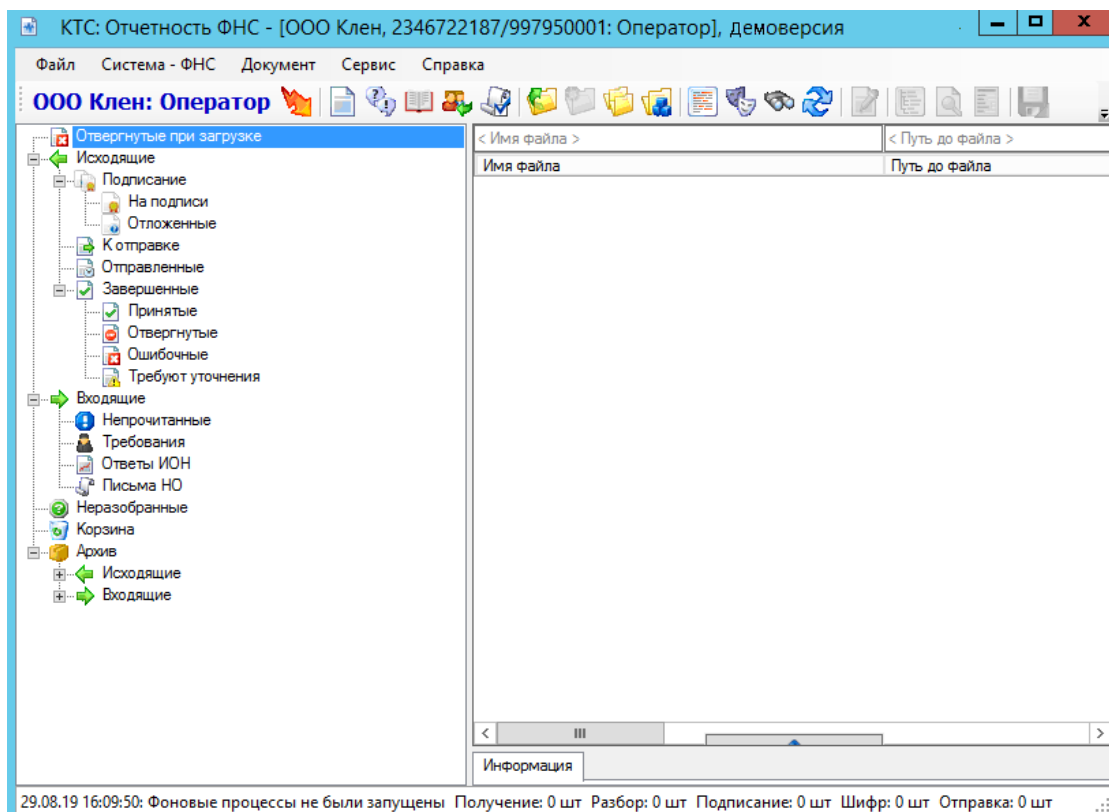 КТС: Отчетность ФНС - [ООО Клен, 2346722187/997950001: Оператор], демоверсия
Файл Система - ФНС Документ Сервис Справка
ООО Клен: Оператор
Отвергнутые при загрузке
Исходящие
Подписание
На подписи
Отложенные
К отправке
Отправленные
Завершенные
Принятые
Отвергнутые
Ошибочные
Требуют уточнения
Входящие
Непрочитанные
Требования
Ответы ИОН
Письма НО
Неразобранные
Корзина
Архив
Исходящие
Входящие
< Имя файла > < Путь до файла >
Имя файла Путь до файла
Информация
29.08.19 16:09:50: Фоновые процессы не были запущены Получение: 0 шт Разбор: 0 шт Подписание: 0 шт Шифр: 0 шт Отправка: 0 шт